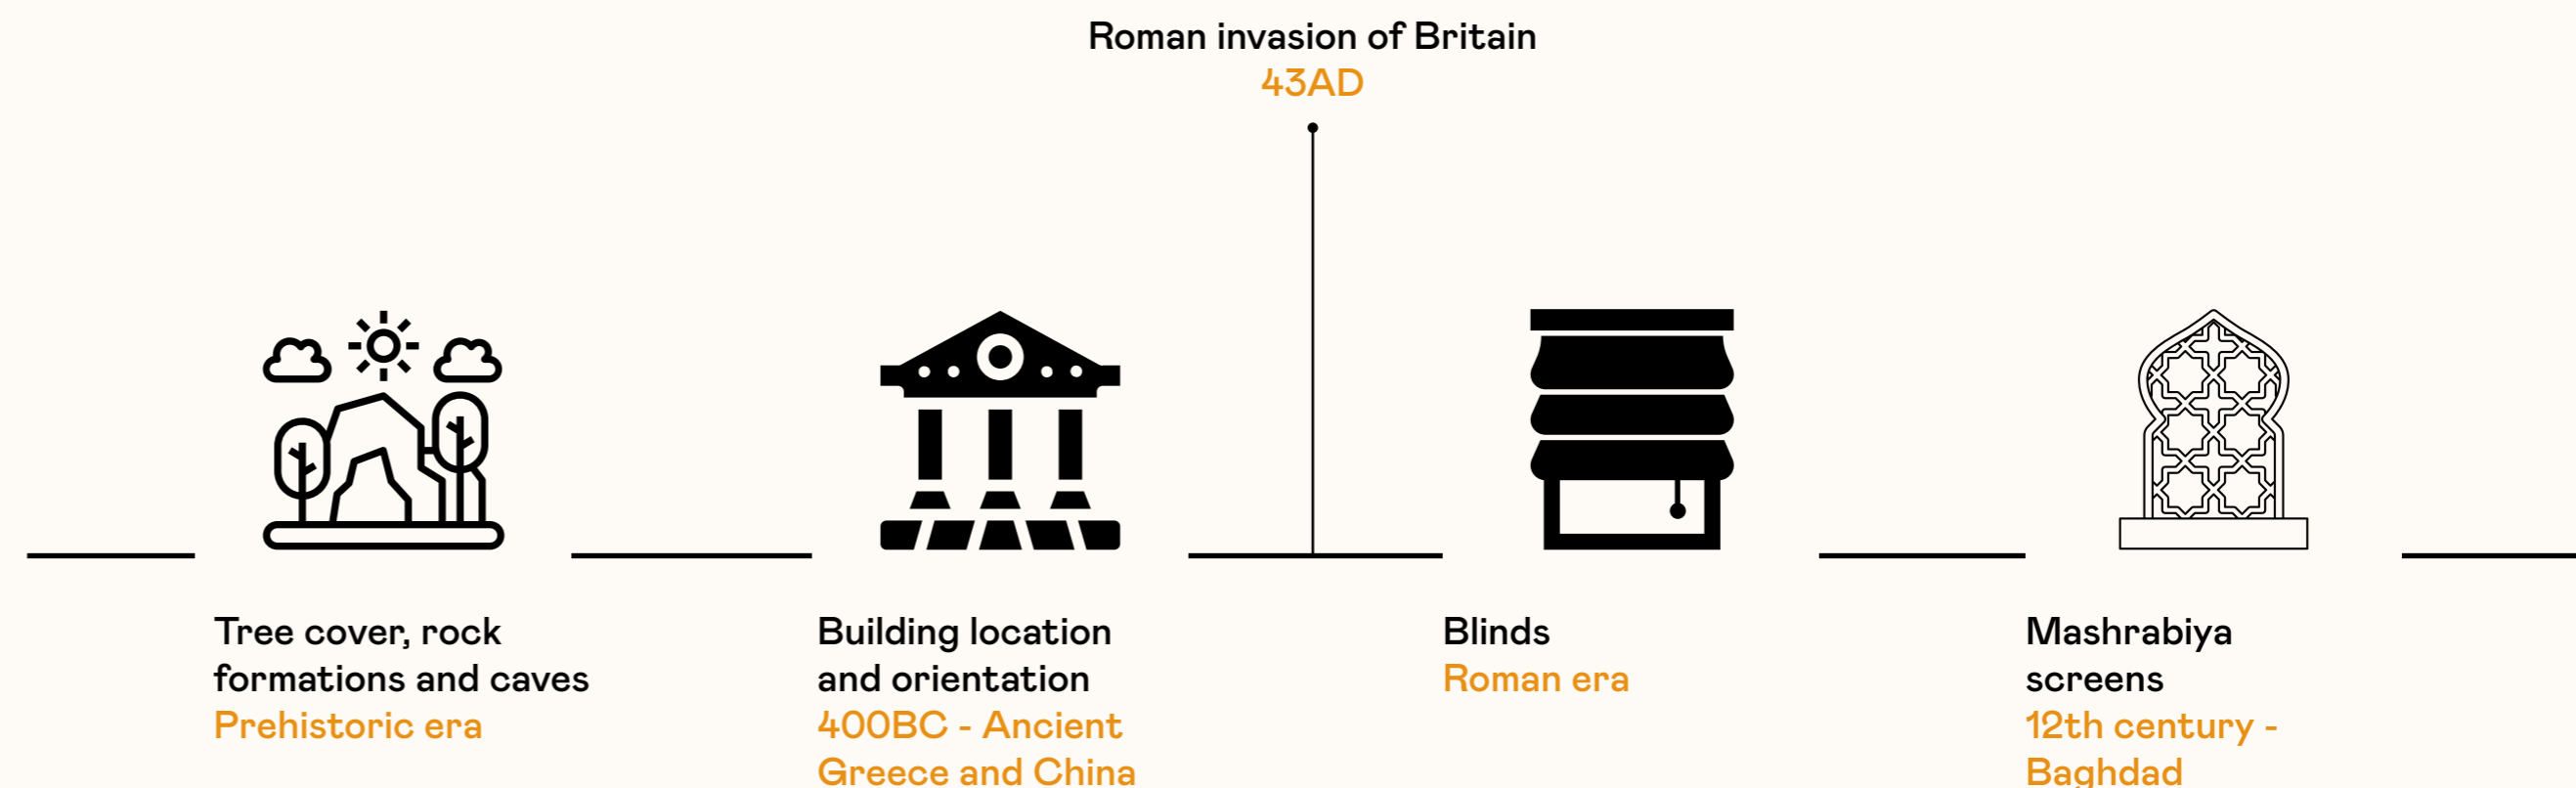 Roman invasion of Britain
43AD
Tree cover, rock
formations and caves
Prehistoric era
Building location
and orientation
400BC - Ancient
Greece and China
Blinds
Roman era
Mashrabiya
screens
12th century -
Baghdad